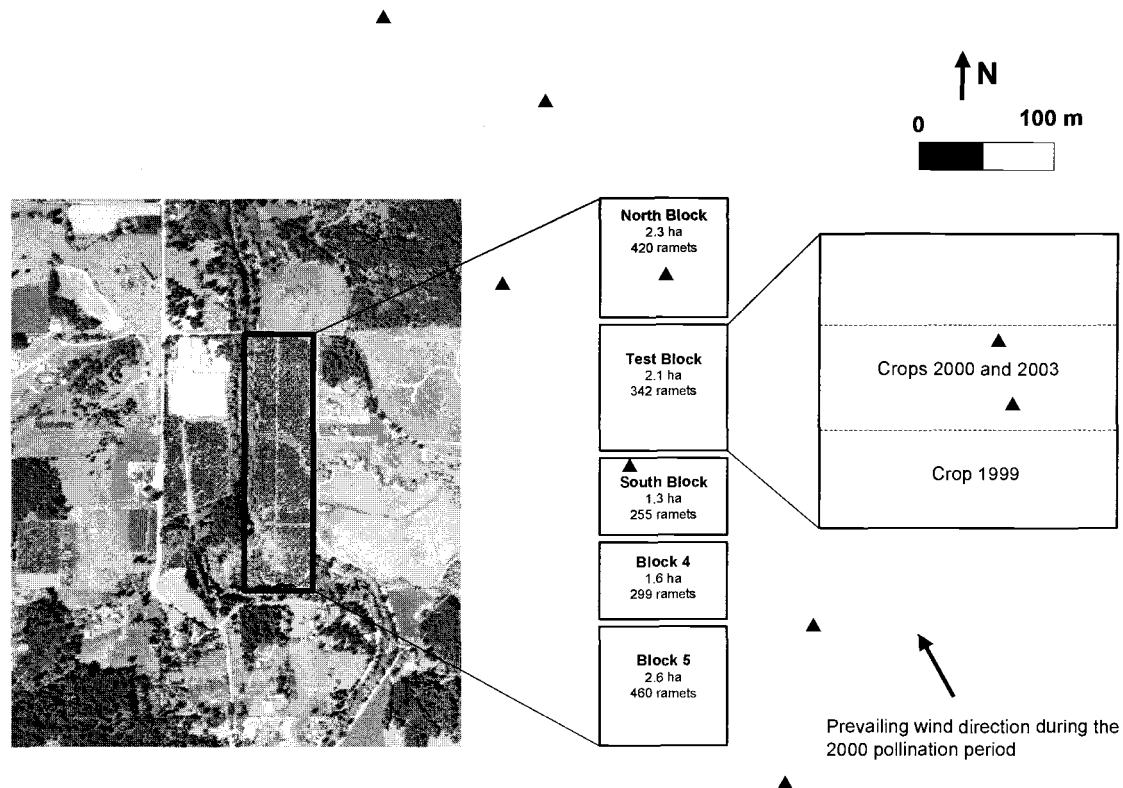 N
0 100 m
North Block
2.3 ha
420 ramets
Test Block
2.1 ha
342 ramets
South Block
1.3 ha
255 ramets
Block 4
1.6 ha
299 ramets
Block 5
2.6 ha
460 ramets
Crops 2000 and 2003
Crop 1999
Prevailing wind direction during the
2000 pollination period